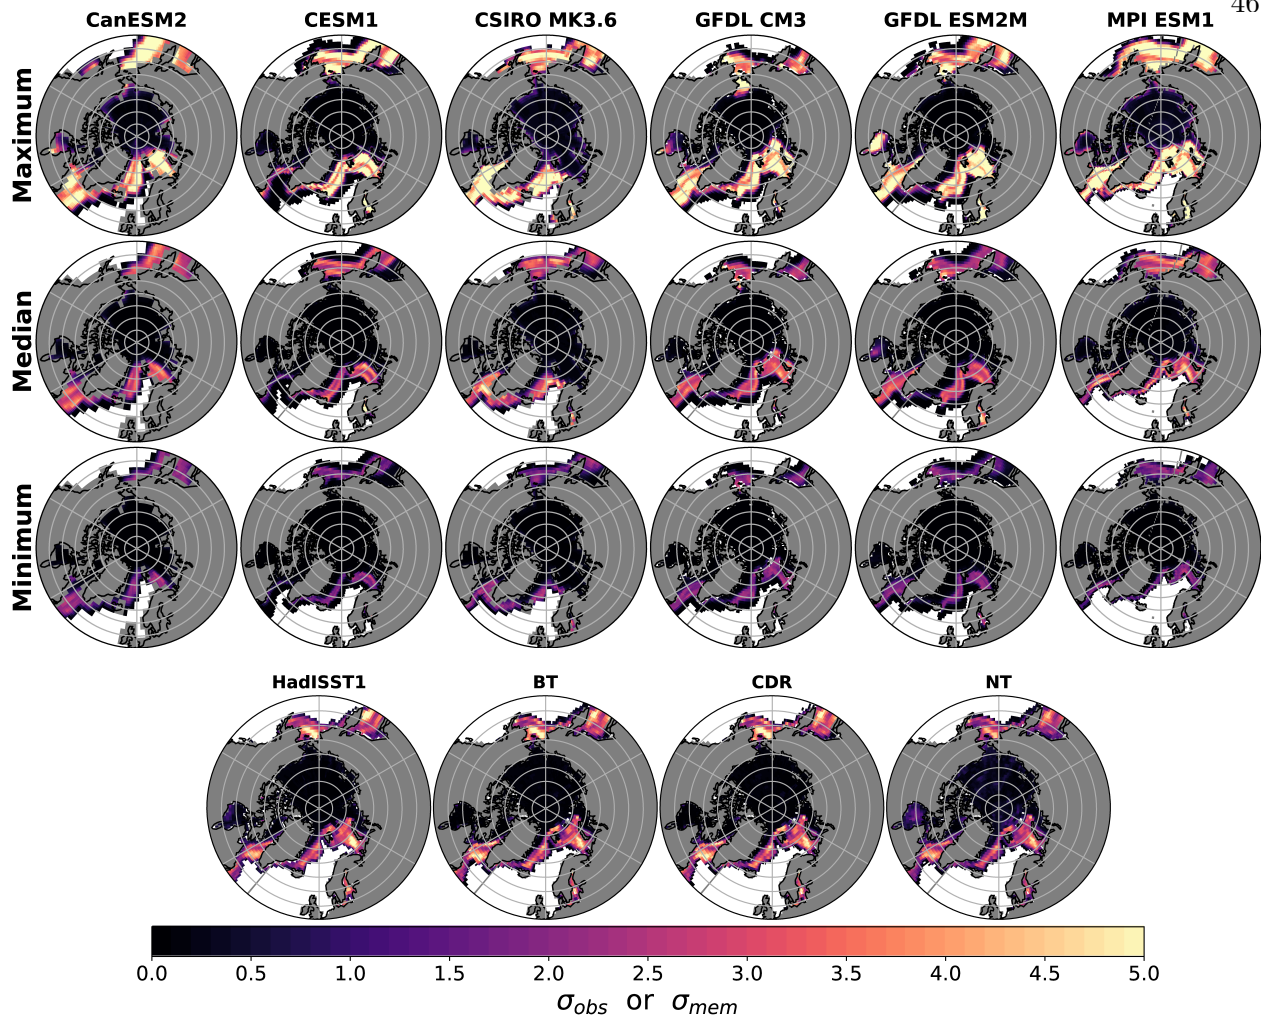 46
CanESM2 CESM1 CSIRO MK3.6 GFDL CM3 GFDL ESM2M MPI ESM1
Maximum
Median
Minimum
HadISST1 BT CDR NT
0.0 0.5 1.0 1.5 2.0 2.5 3.0 3.5 4.0 4.5 5.0
σobs or σmem